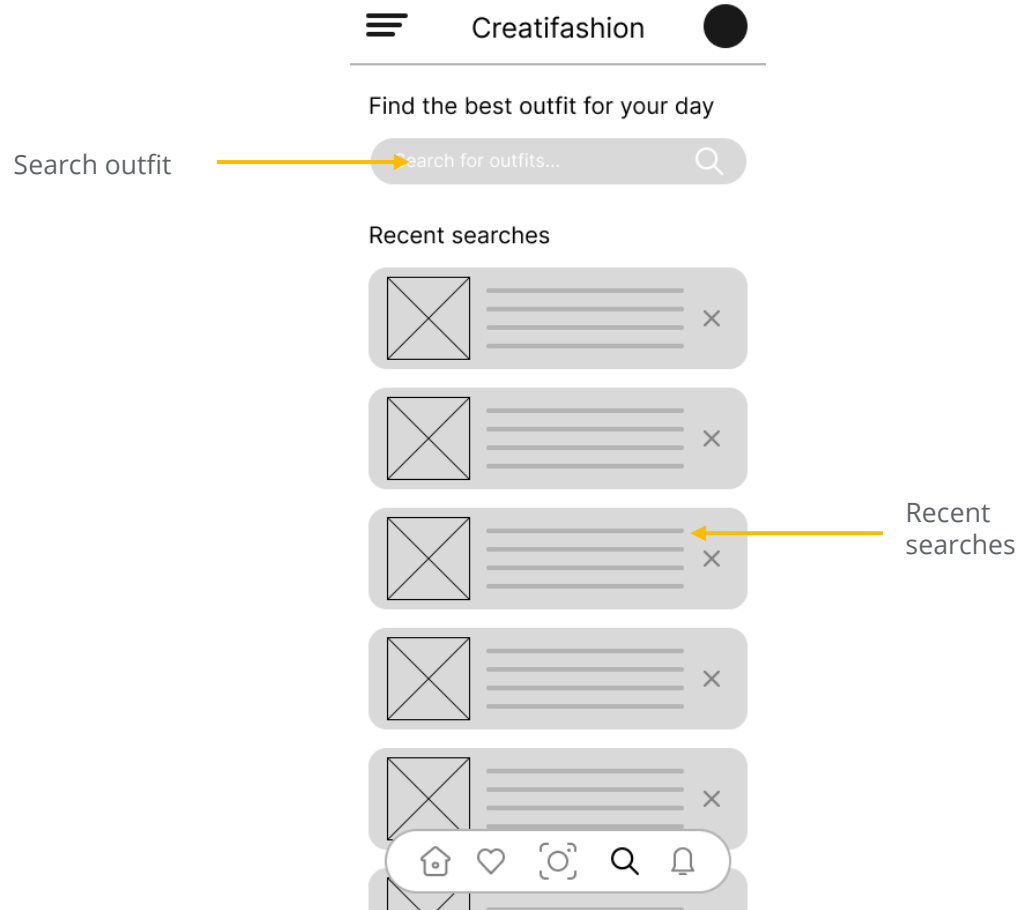 Creatifashion
Find the best outfit for your day
Search outfit
Search for outfits...
Recent searches
Recent
searches